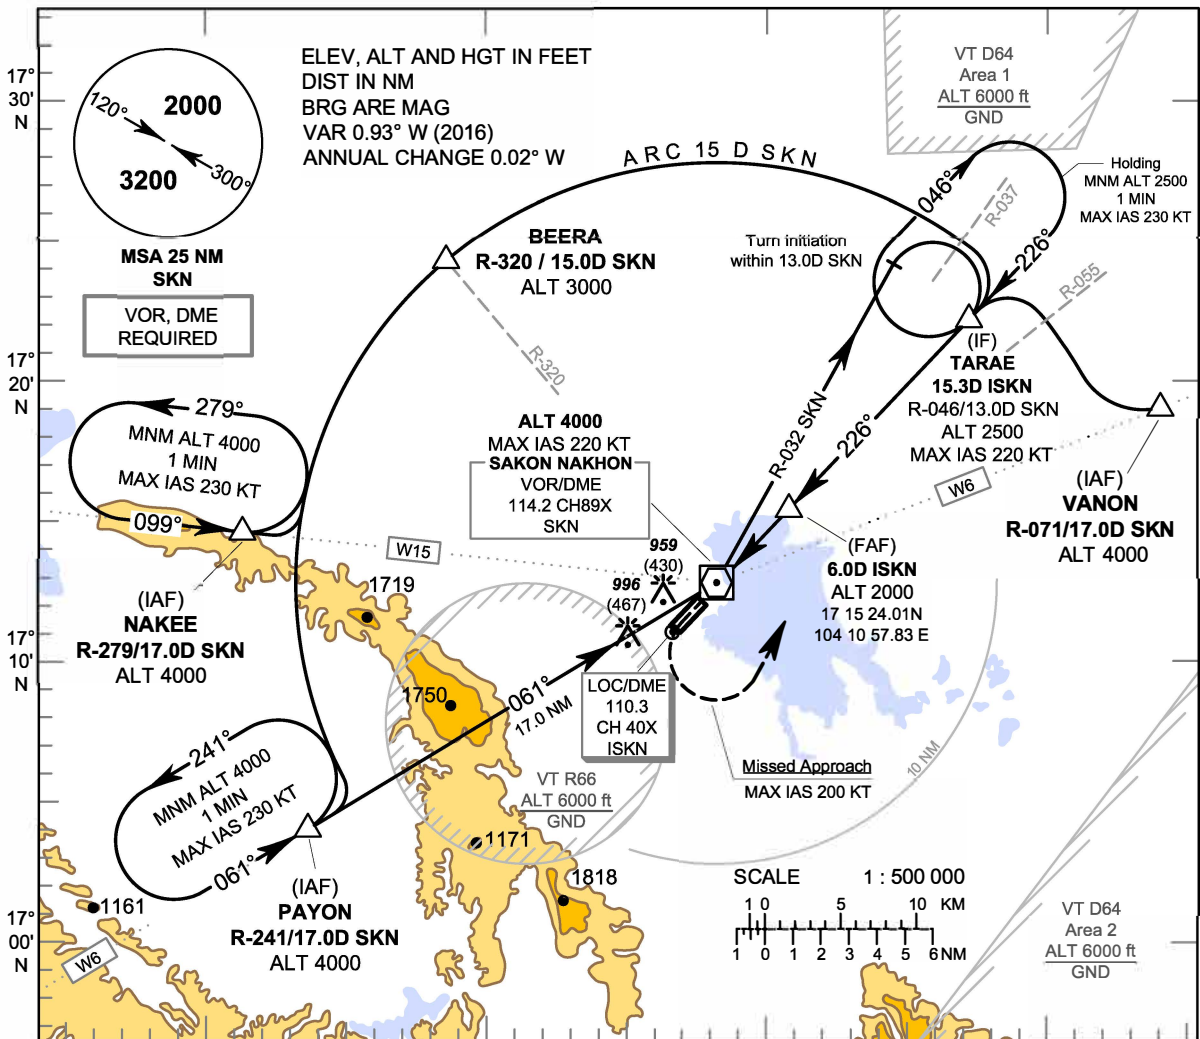 ELEV, ALT AND HGT IN FEET
DIST IN NM
BRG ARE MAG
VAR 0.93° W (2016)
ANNUAL CHANGE 0.02° W
17°
30'
N
120°
2000
3200
300°
MSA 25 NM
SKN
VOR, DME
REQUIRED
ARC 15 D SKN
VT D64
Area 1
ALT 6000 ft
GND
Holding
MNM ALT 2500
1 MIN
MAX IAS 230 KT
046°
R-037
226°
R-055
Turn initiation
within 13.0D SKN
BEERA
R-320 / 15.0D SKN
ALT 3000
R-320
17°
20'
N
(IF)
TARAE
15.3D ISKN
R-046/13.0D SKN
ALT 2500
MAX IAS 220 KT
R-032 SKN
226°
ALT 4000
MAX IAS 220 KT
SAKON NAKHON
VOR/DME
114.2 CH89X
SKN
279°
MNM ALT 4000
1 MIN
MAX IAS 230 KT
099°
W15
W6
(IAF)
VANON
R-071/17.0D SKN
ALT 4000
(FAF)
6.0D ISKN
ALT 2000
17 15 24.01N
104 10 57.83 E
959
(430)
996
(467)
1719
(IAF)
NAKEE
R-279/17.0D SKN
ALT 4000
17°
10'
N
1750
061°
17.0 NM
LOC/DME
110.3
CH 40X
ISKN
Missed Approach
MAX IAS 200 KT
10 NM
VT R66
ALT 6000 ft
GND
241°
MNM ALT 4000
1 MIN
MAX IAS 230 KT
061°
1171
1818
1161
(IAF)
PAYON
R-241/17.0D SKN
ALT 4000
17°
00'
N
W6
SCALE 1 : 500 000
1 0 5 10 KM
1 0 1 2 3 4 5 6 NM
VT D64
Area 2
ALT 6000 ft
GND